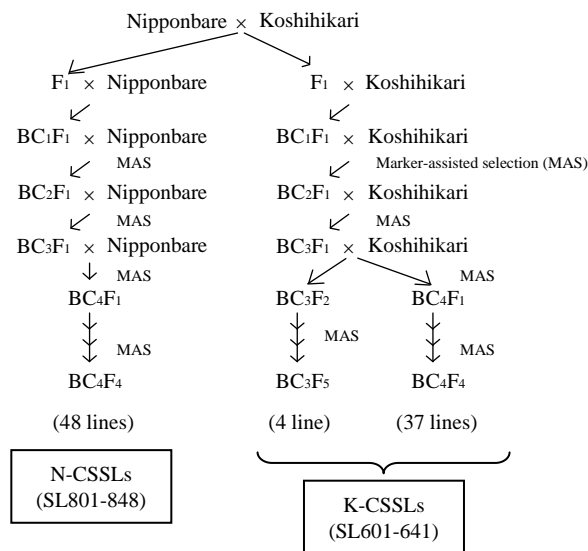 Nipponbare × Koshihikari
F1 × Nipponbare F1 × Koshihikari
BC1F1 × Nipponbare BC1F1 × Koshihikari
MAS Marker-assisted selection (MAS)
BC2F1 × Nipponbare BC2F1 × Koshihikari
MAS MAS
BC3F1 × Nipponbare BC3F1 × Koshihikari
MAS MAS
BC4F1 BC3F2 BC4F1
MAS MAS MAS
BC4F4 BC3F5 BC4F4
(48 lines) (4 line) (37 lines)
N-CSSLs
(SL801-848)
K-CSSLs
(SL601-641)